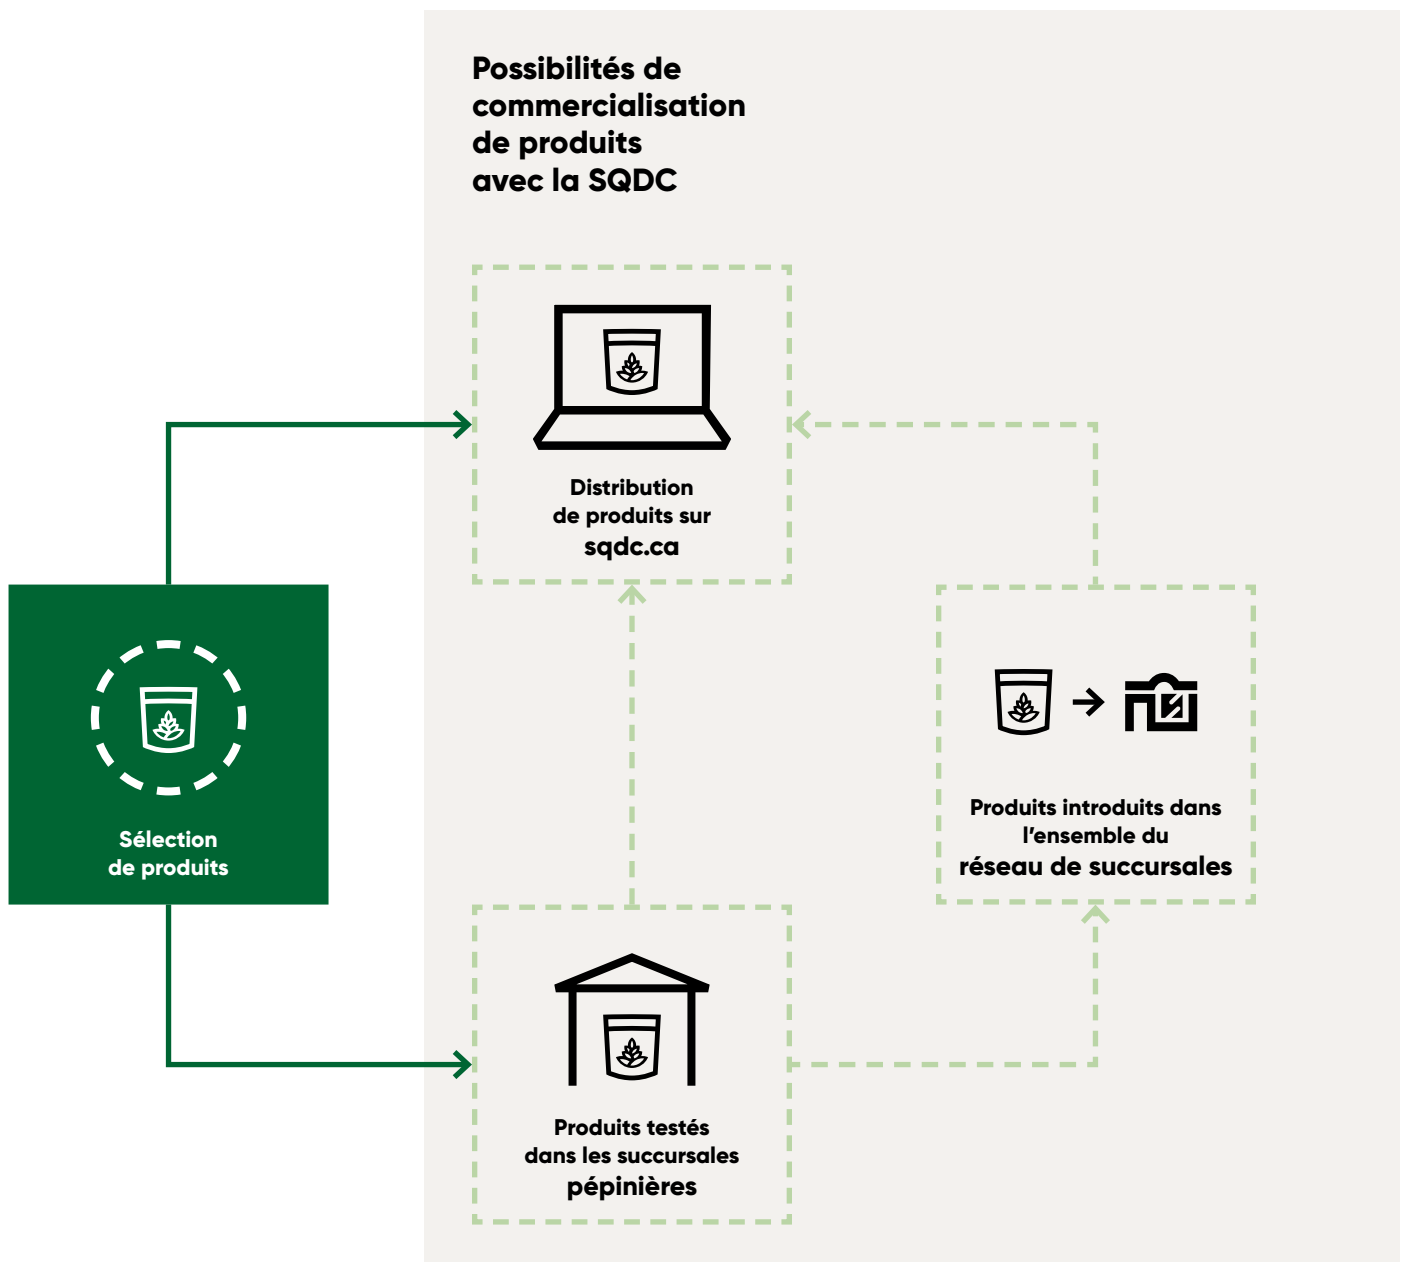 Possibilités de
commercialisation
de produits
avec la SQDC
Distribution
de produits sur
sqdc.ca
Sélection
de produits
Produits introduits dans
l’ensemble du
réseau de succursales
Produits testés
dans les succursales
pépinières